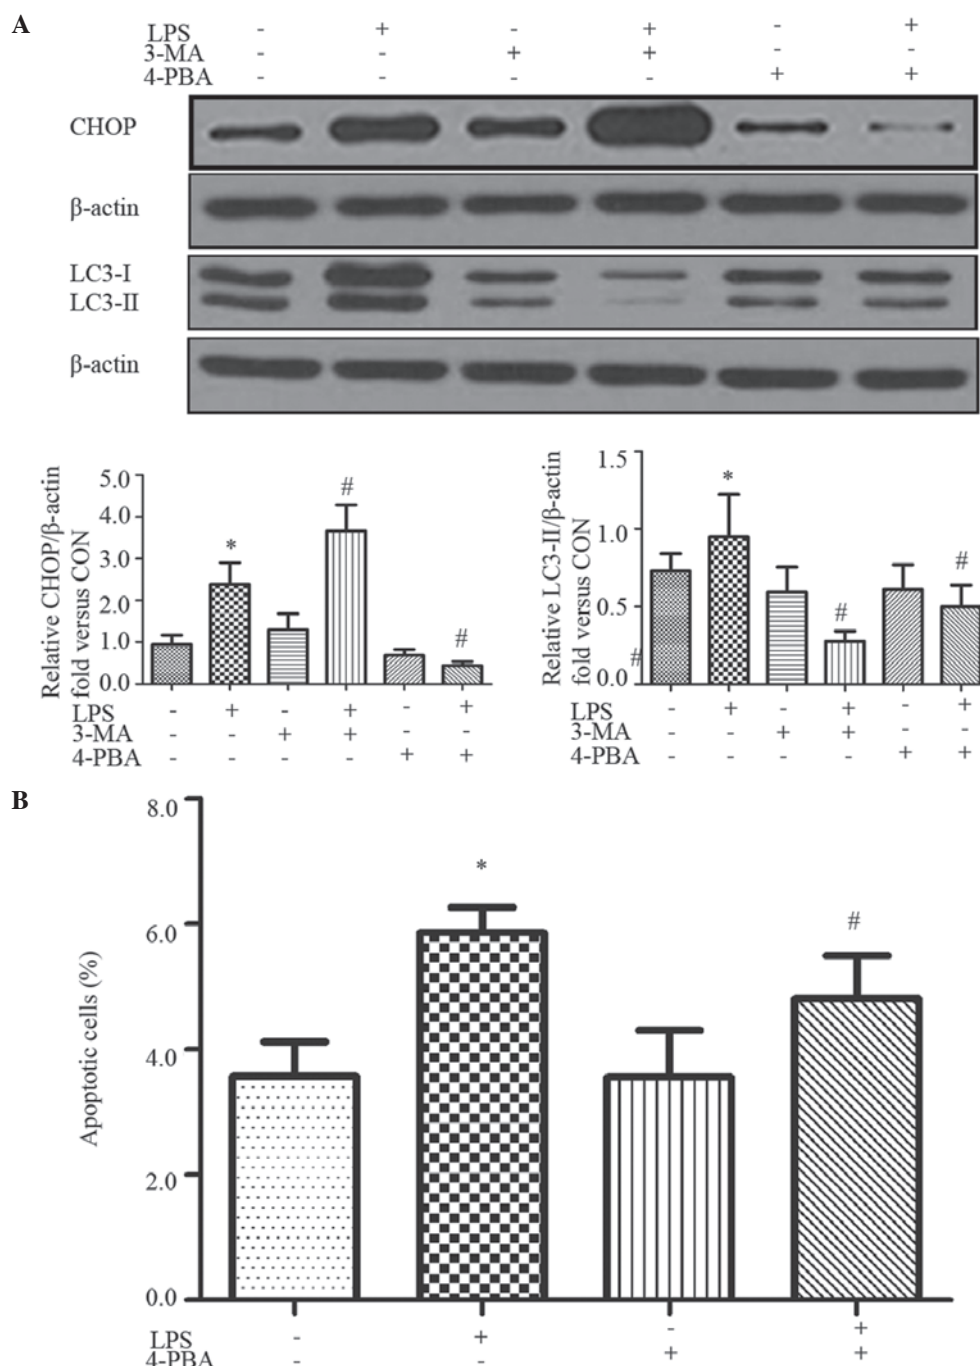 A
LPS - + - + - +
3-MA - - + + - -
4-PBA - - - - + +
CHOP
β-actin
LC3-I
LC3-II
β-actin
Relative CHOP/β-actin
fold versus CON
5.0
4.0
3.0
2.0
1.0
0.0
*
#
#
LPS - + - + - +
3-MA - - + + - -
4-PBA - - - - + +
Relative LC3-II/β-actin
fold versus CON
1.5
1.0
0.5
0.0
#
*
#
#
LPS - + - + - +
3-MA - - + + - -
4-PBA - - - - + +
B
Apoptotic cells (%)
8.0
6.0
4.0
2.0
0.0
*
#
LPS - + - +
4-PBA - - + +